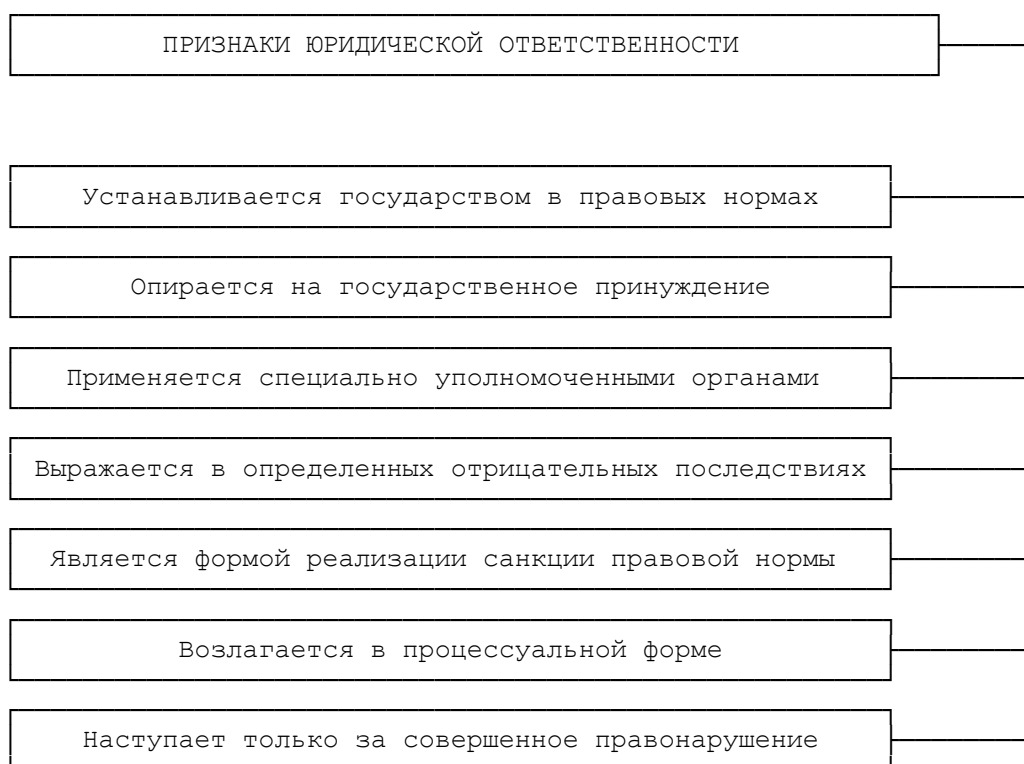 ПРИЗНАКИ ЮРИДИЧЕСКОЙ ОТВЕТСТВЕННОСТИ
Устанавливается государством в правовых нормах
Опирается на государственное принуждение
Применяется специально уполномоченными органами
Выражается в определенных отрицательных последствиях
Является формой реализации санкции правовой нормы
Возлагается в процессуальной форме
Наступает только за совершенное правонарушение